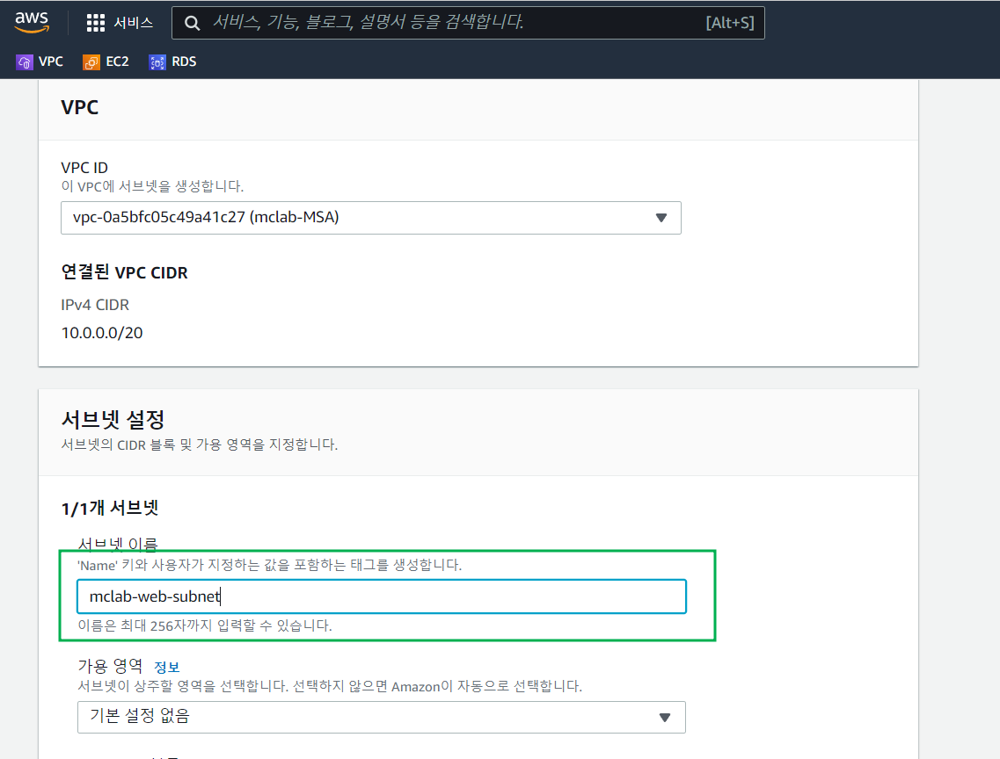 aws
서비스
서비스, 기능, 블로그, 설명서 등을 검색합니다.
[Alt+S]
VPC
EC2
RDS
VPC
VPC ID
이 VPC에 서브넷을 생성합니다.
vpc-0a5bfc05c49a41c27 (mclab-MSA)
연결된 VPC CIDR
IPv4 CIDR
10.0.0.0/20
서브넷 설정
서브넷의 CIDR 블록 및 가용 영역을 지정합니다.
1/1개 서브넷
서브넷 이름
'Name' 키와 사용자가 지정하는 값을 포함하는 태그를 생성합니다.
mclab-web-subnet
이름은 최대 256자까지 입력할 수 있습니다.
가용 영역 정보
서브넷이 상주할 영역을 선택합니다. 선택하지 않으면 Amazon이 자동으로 선택합니다.
기본 설정 없음